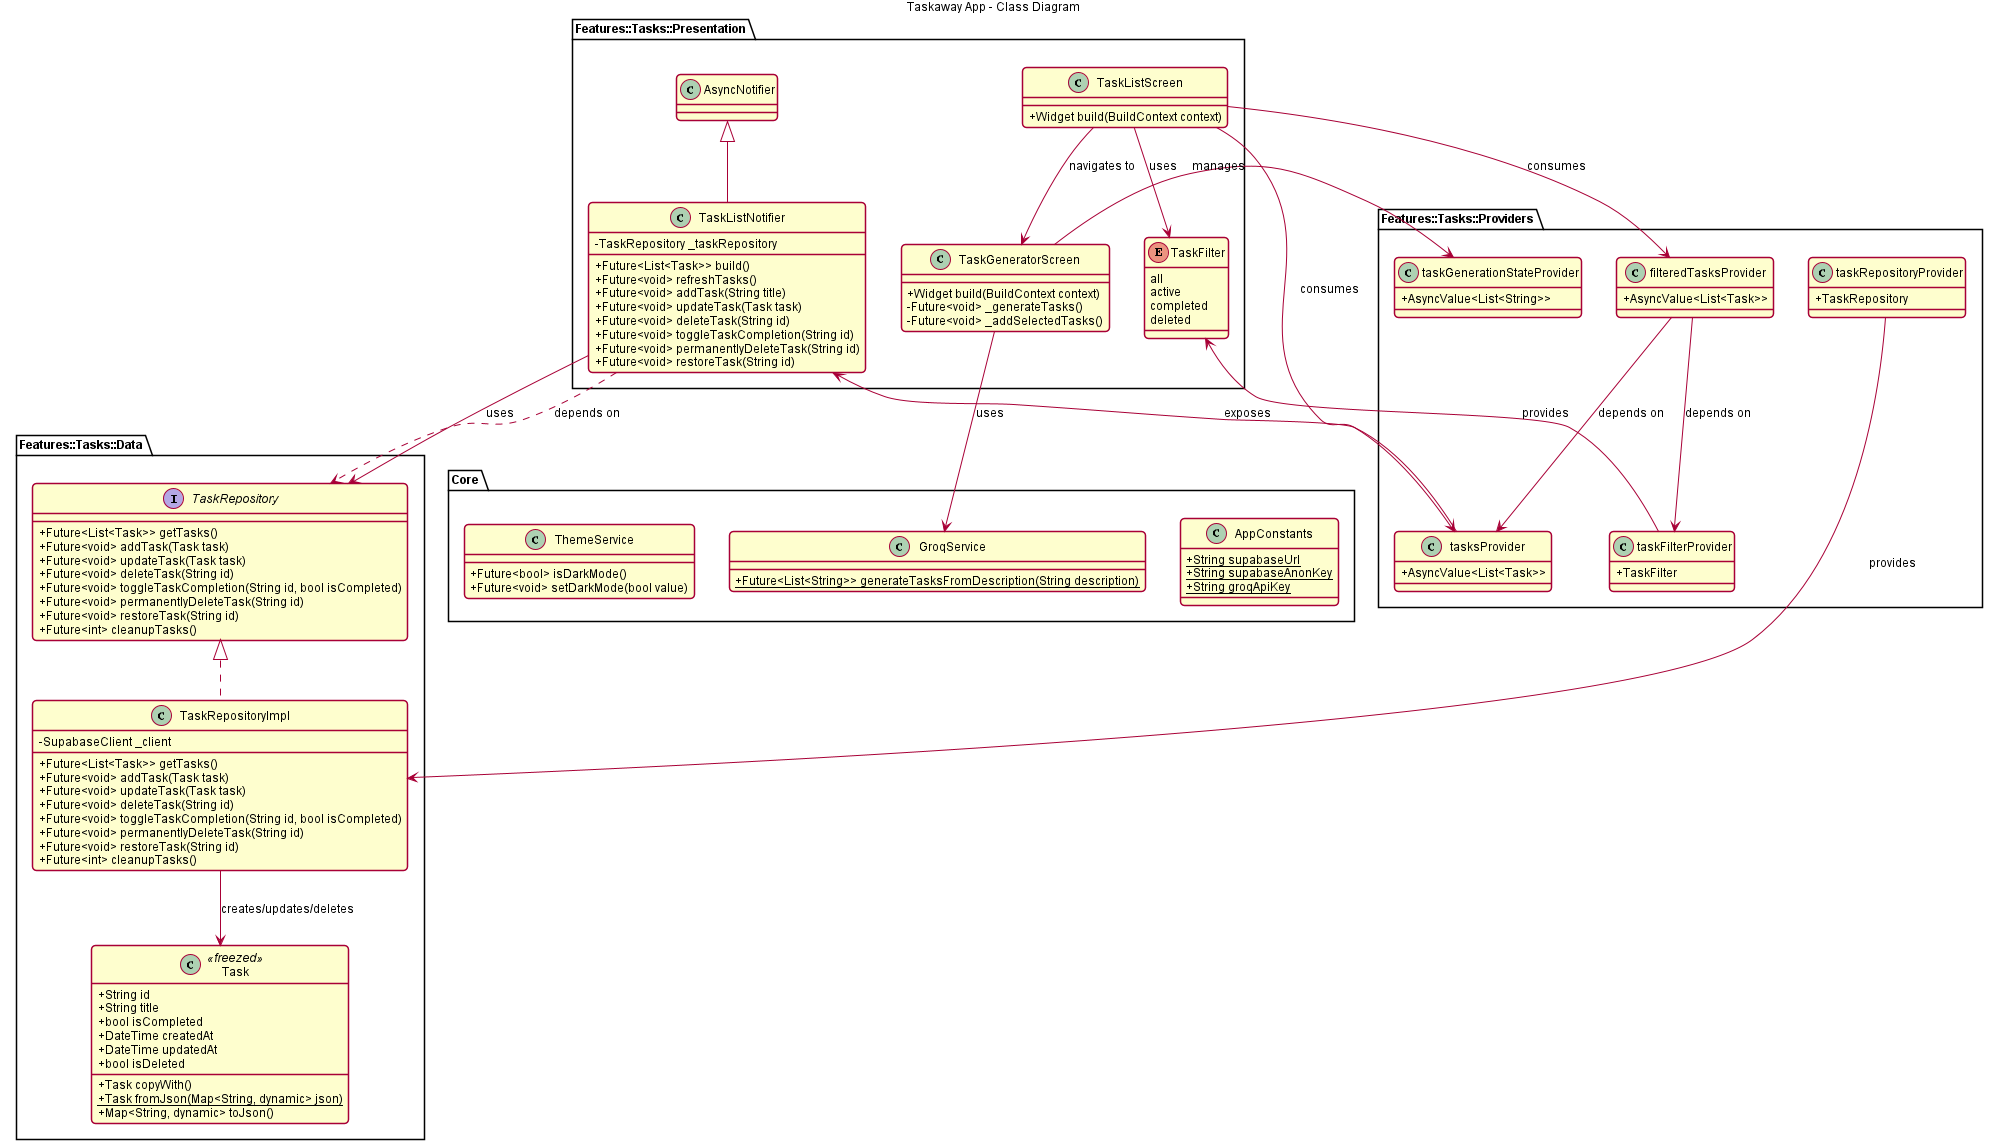 Taskaway App - Class Diagram
Features::Tasks::Presentation
C AsyncNotifier
C TaskListScreen
+Widget build(BuildContext context)
navigates to
uses
manages
consumes
C TaskListNotifier
-TaskRepository _taskRepository
+Future<List<Task>> build()
+Future<void> refreshTasks()
+Future<void> addTask(String title)
+Future<void> updateTask(Task task)
+Future<void> deleteTask(String id)
+Future<void> toggleTaskCompletion(String id)
+Future<void> permanentlyDeleteTask(String id)
+Future<void> restoreTask(String id)
C TaskGeneratorScreen
+Widget build(BuildContext context)
-Future<void> _generateTasks()
-Future<void> _addSelectedTasks()
E TaskFilter
all
active
completed
deleted
consumes
Features::Tasks::Providers
C taskGenerationStateProvider
+AsyncValue<List<String>>
C filteredTasksProvider
+AsyncValue<List<Task>>
C taskRepositoryProvider
+TaskRepository
uses
depends on
uses
exposes
provides
depends on
depends on
provides
C tasksProvider
+AsyncValue<List<Task>>
C taskFilterProvider
+TaskFilter
Features::Tasks::Data
I TaskRepository
+Future<List<Task>> getTasks()
+Future<void> addTask(Task task)
+Future<void> updateTask(Task task)
+Future<void> deleteTask(String id)
+Future<void> toggleTaskCompletion(String id, bool isCompleted)
+Future<void> permanentlyDeleteTask(String id)
+Future<void> restoreTask(String id)
+Future<int> cleanupTasks()
Core
C ThemeService
+Future<bool> isDarkMode()
+Future<void> setDarkMode(bool value)
C GroqService
+Future<List<String>> generateTasksFromDescription(String description)
C AppConstants
+String supabaseUrl
+String supabaseAnonKey
+String groqApiKey
C TaskRepositoryImpl
-SupabaseClient _client
+Future<List<Task>> getTasks()
+Future<void> addTask(Task task)
+Future<void> updateTask(Task task)
+Future<void> deleteTask(String id)
+Future<void> toggleTaskCompletion(String id, bool isCompleted)
+Future<void> permanentlyDeleteTask(String id)
+Future<void> restoreTask(String id)
+Future<int> cleanupTasks()
creates/updates/deletes
«freezed»
C Task
+String id
+String title
+bool isCompleted
+DateTime createdAt
+DateTime updatedAt
+bool isDeleted
+Task copyWith()
+Task fromJson(Map<String, dynamic> json)
+Map<String, dynamic> toJson()